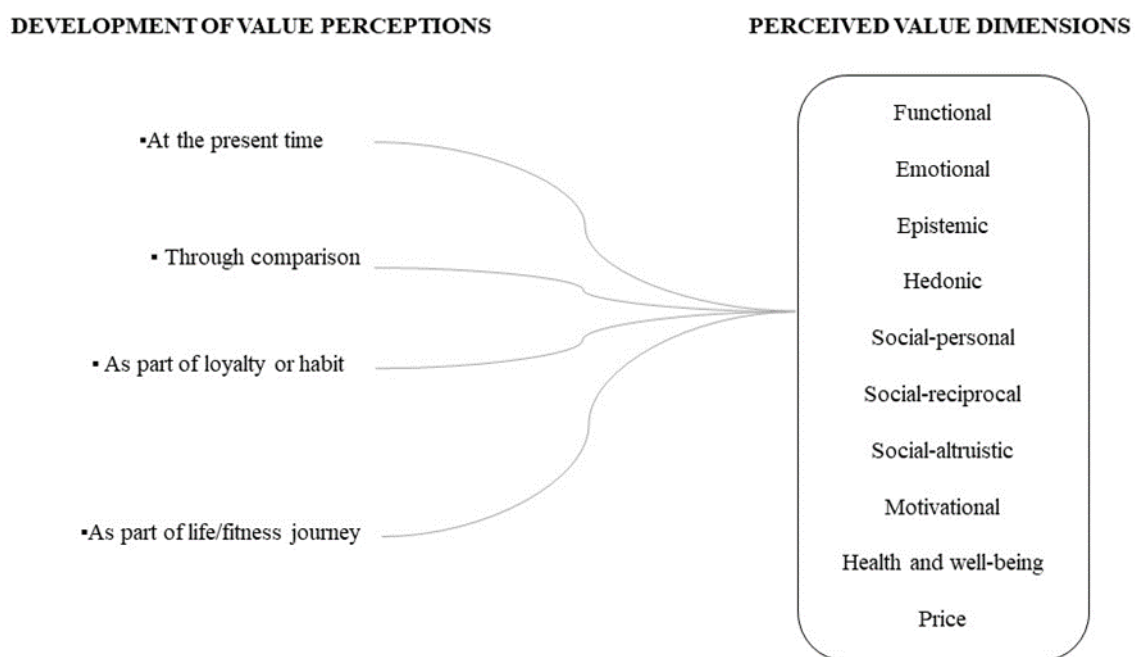 DEVELOPMENT OF VALUE PERCEPTIONS
▪At the present time
▪ Through comparison
▪ As part of loyalty or habit
▪As part of life/fitness journey
PERCEIVED VALUE DIMENSIONS
Functional
Emotional
Epistemic
Hedonic
Social-personal
Social-reciprocal
Social-altruistic
Motivational
Health and well-being
Price